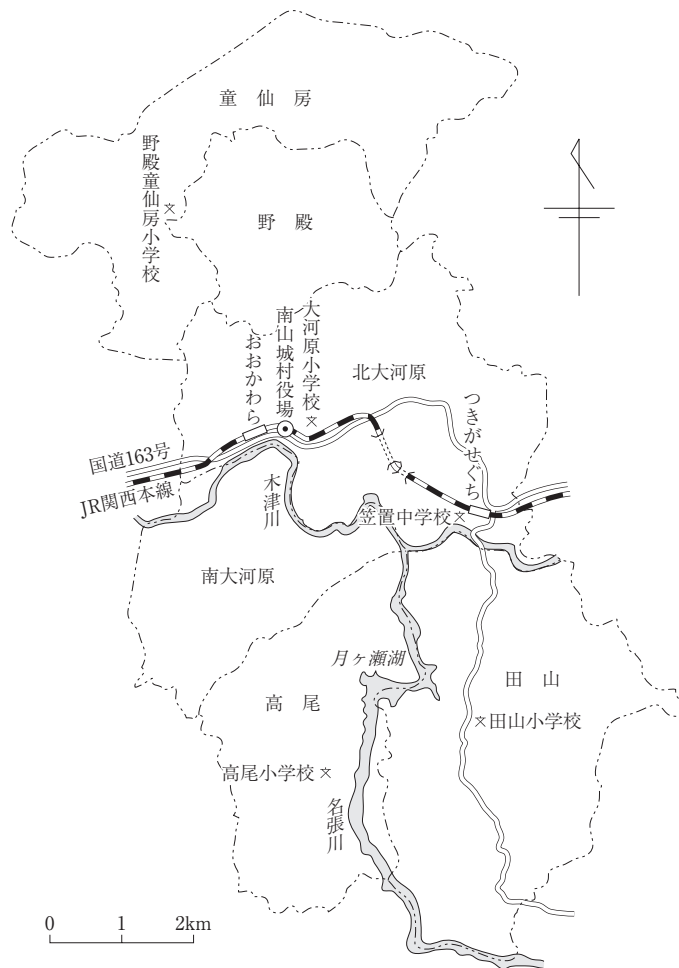 童仙房
野殿童仙房小学校
野殿
大河原小学校
南山城村役場
おおかわら
北大河原
つきがせぐち
国道163号
JR関西本線
木津川
笠置中学校
南大河原
月ヶ瀬湖
田山
高尾
田山小学校
高尾小学校
名張川
0 1 2km